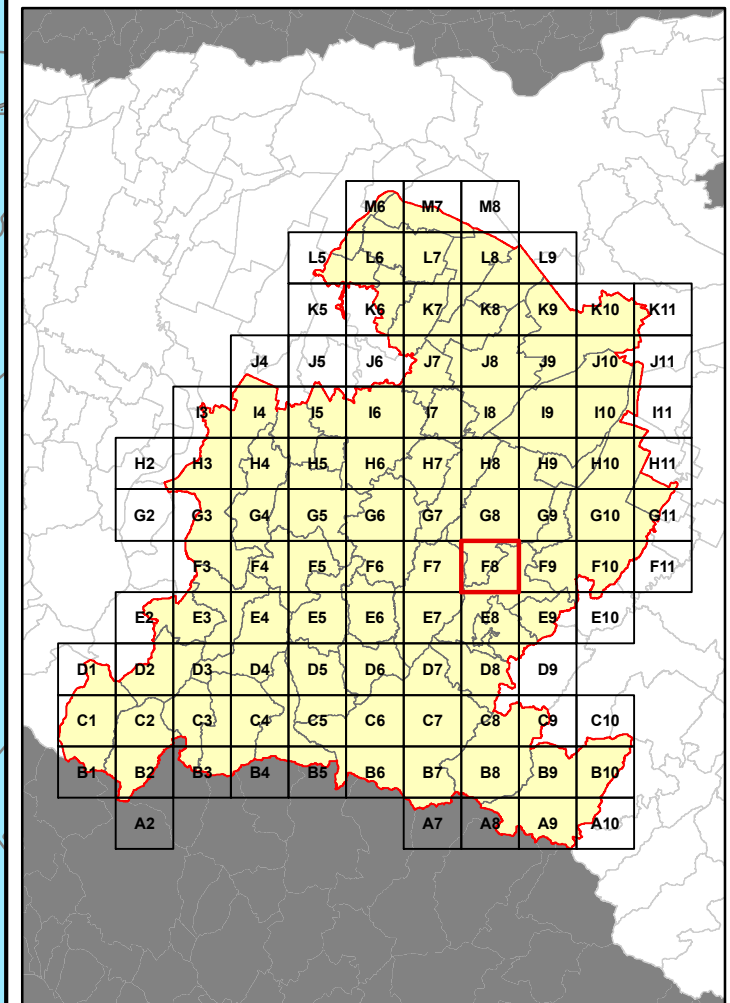 M6 M7 M8
L5 L6 L7 L8 L9
K5 K6 K7 K8 K9 K10 K11
J4 J5 J6 J7 J8 J9 J10 J11
I3 I4 I5 I6 I7 I8 I9 I10 I11
H2 H3 H4 H5 H6 H7 H8 H9 H10 H11
G2 G3 G4 G5 G6 G7 G8 G9 G10 G11
F3 F4 F5 F6 F7 F8 F9 F10 F11
E2 E3 E4 E5 E6 E7 E8 E9 E10
D1 D2 D3 D4 D5 D6 D7 D8 D9
C1 C2 C3 C4 C5 C6 C7 C8 C9 C10
B1 B2 B3 B4 B5 B6 B7 B8 B9 B10
A2 A7 A8 A9 A10